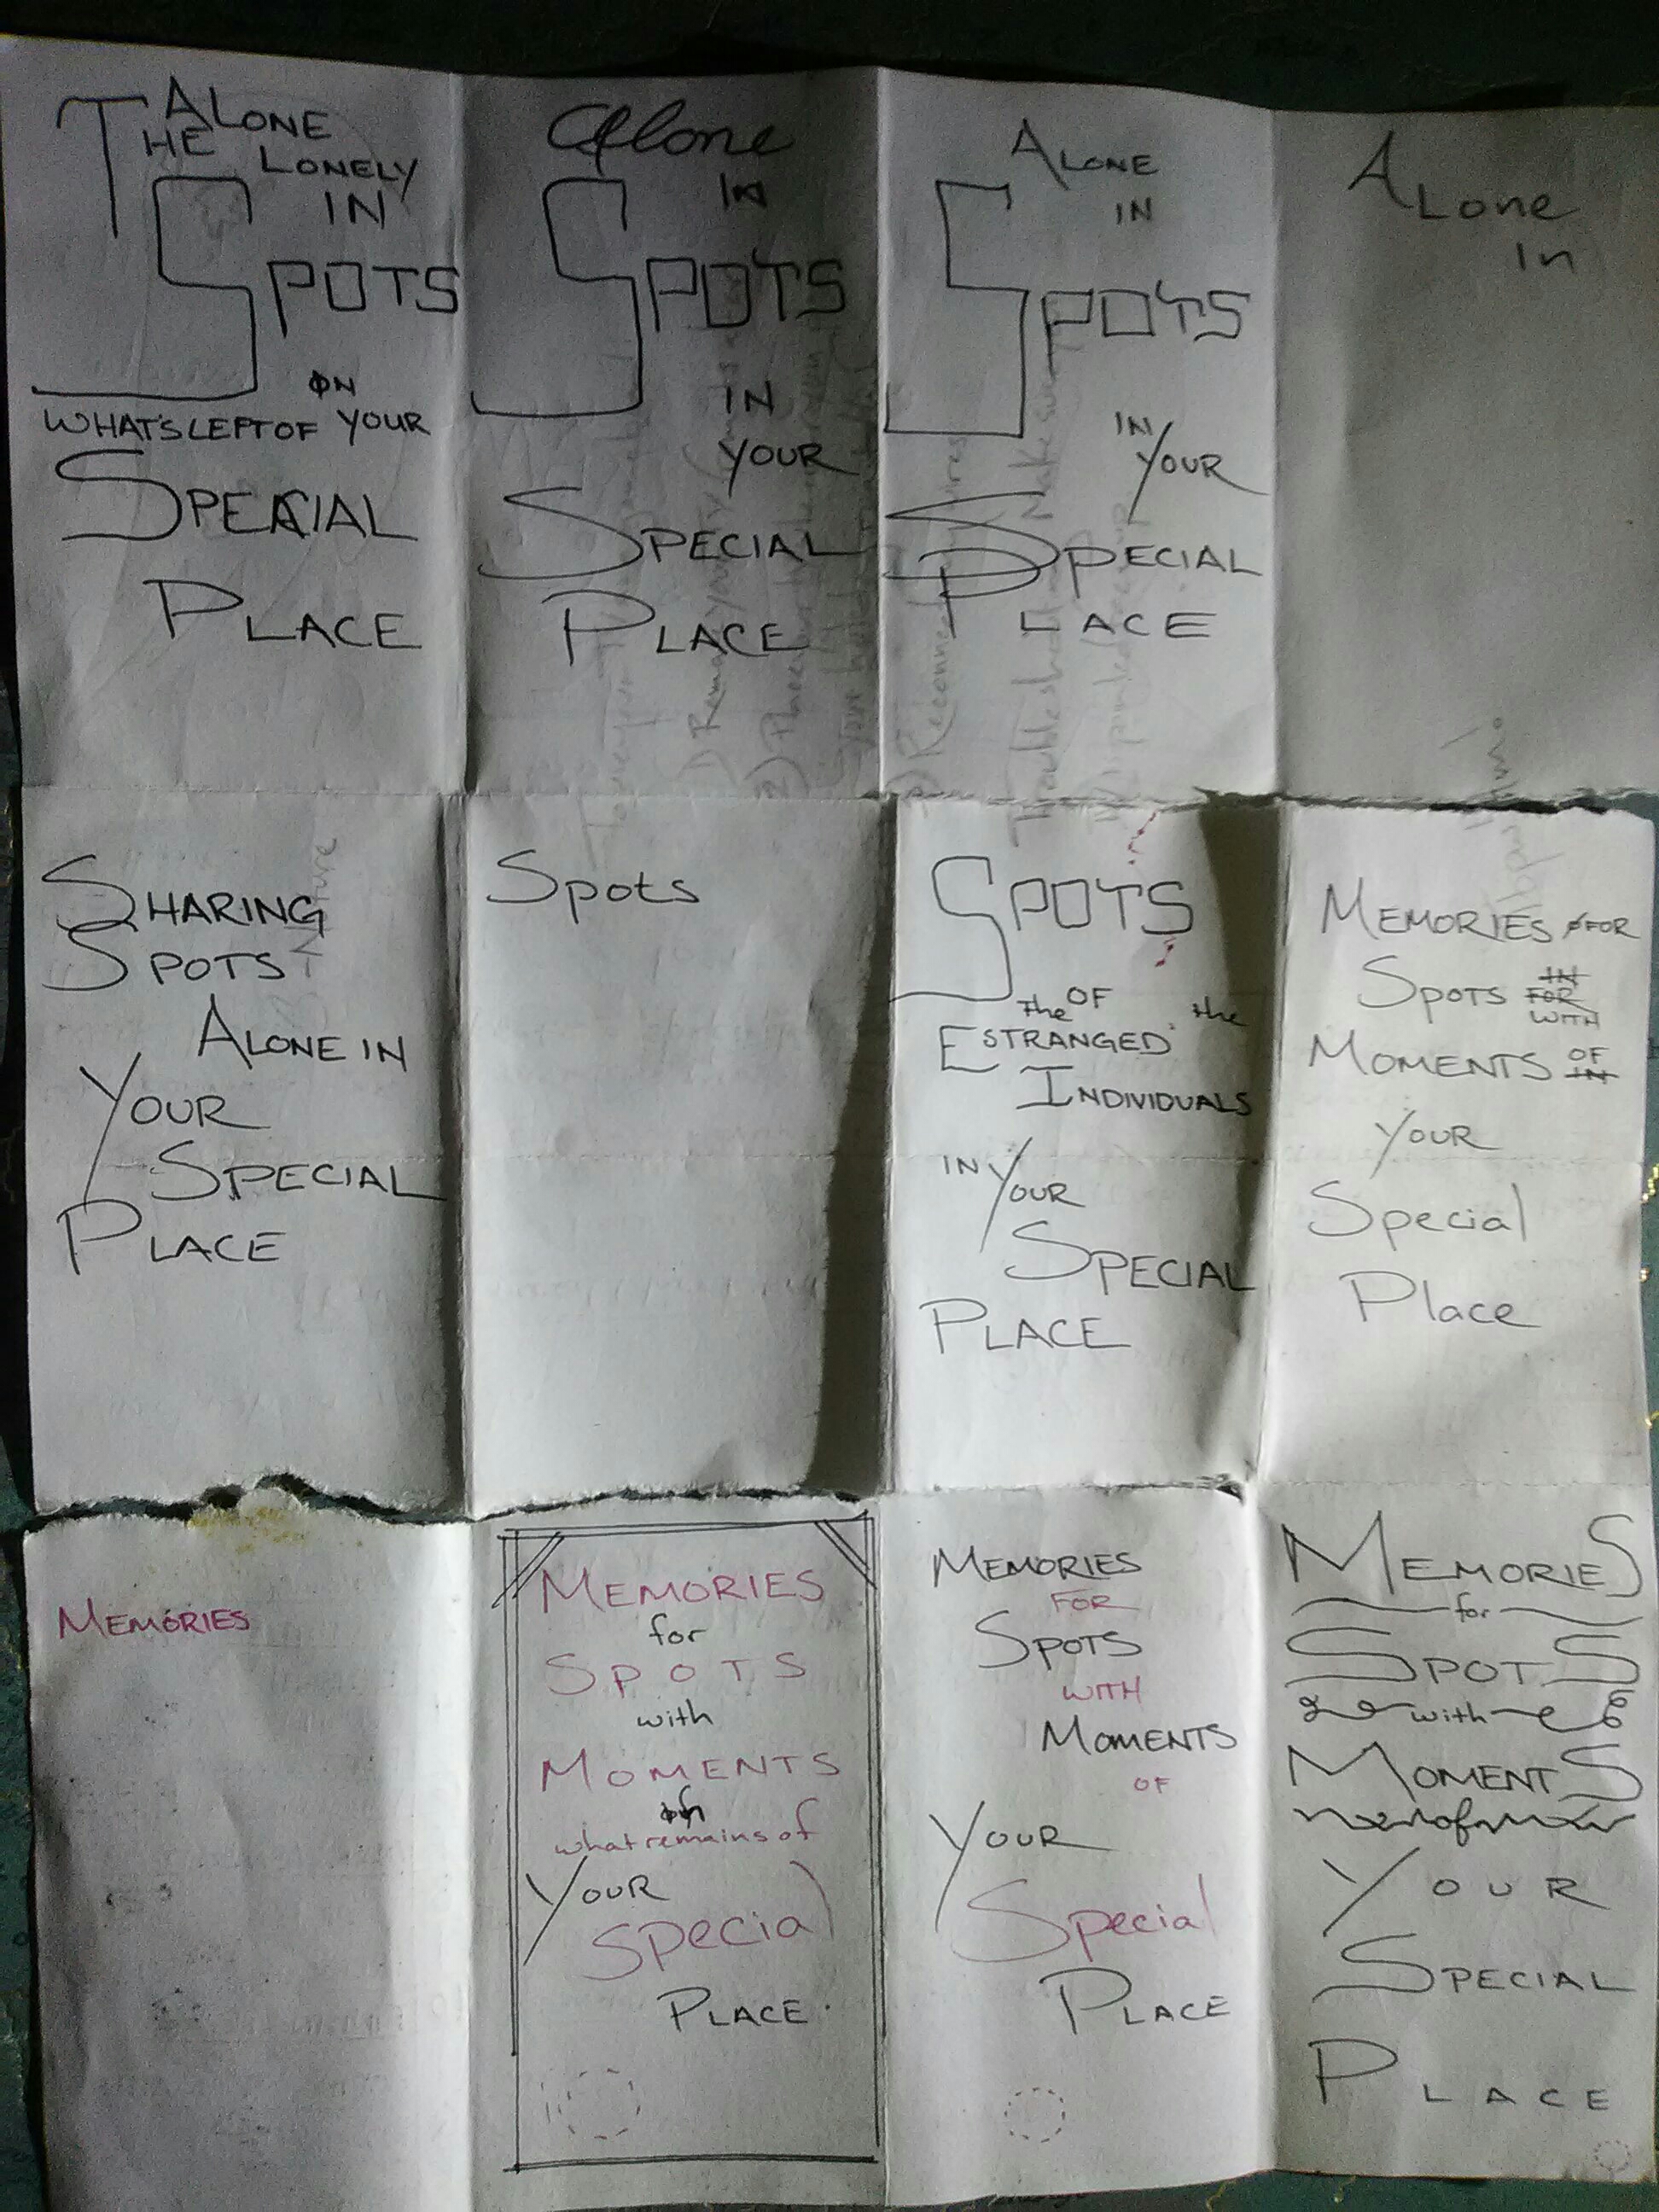 ALONE
THE LONELY
IN
SPOTS
ON
WHAT'S LEFT OF YOUR
SPECIAL
PLACE
Alone
IN
SPOTS
IN
YOUR
SPECIAL
PLACE
ALONE
IN
SPOTS
IN
YOUR
SPECIAL
PLACE
ALone
In
SHARING
SPOTS
ALONE IN
YOUR
SPECIAL
PLACE
Spots
SPOTS
the OF the
ESTRANGED
INDIVIDUALS
IN YOUR
SPECIAL
PLACE
MEMORIES FOR
SPOTS IN
FOR
WITH
MOMENTS OF
IN
YOUR
Special
Place
MEMORIES
MEMORIES
for
SPOTS
with
MOMENTS
what remains of
YOUR
special
PLACE.
MEMORIES
FOR
SPOTS
WITH
MOMENTS
OF
YOUR
Special
PLACE
MEMORIES
for
SPOTS
with
MOMENTS
of
YOUR
SPECIAL
PLACE